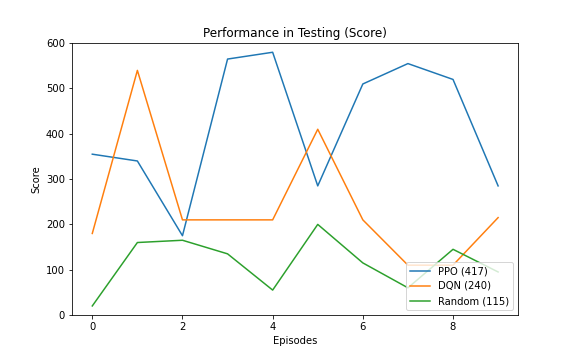 Performance in Testing (Score)
600
500
400
300
200
100
0
Score
0 2 4 6 8
Episodes
PPO (417)
DQN (240)
Random (115)